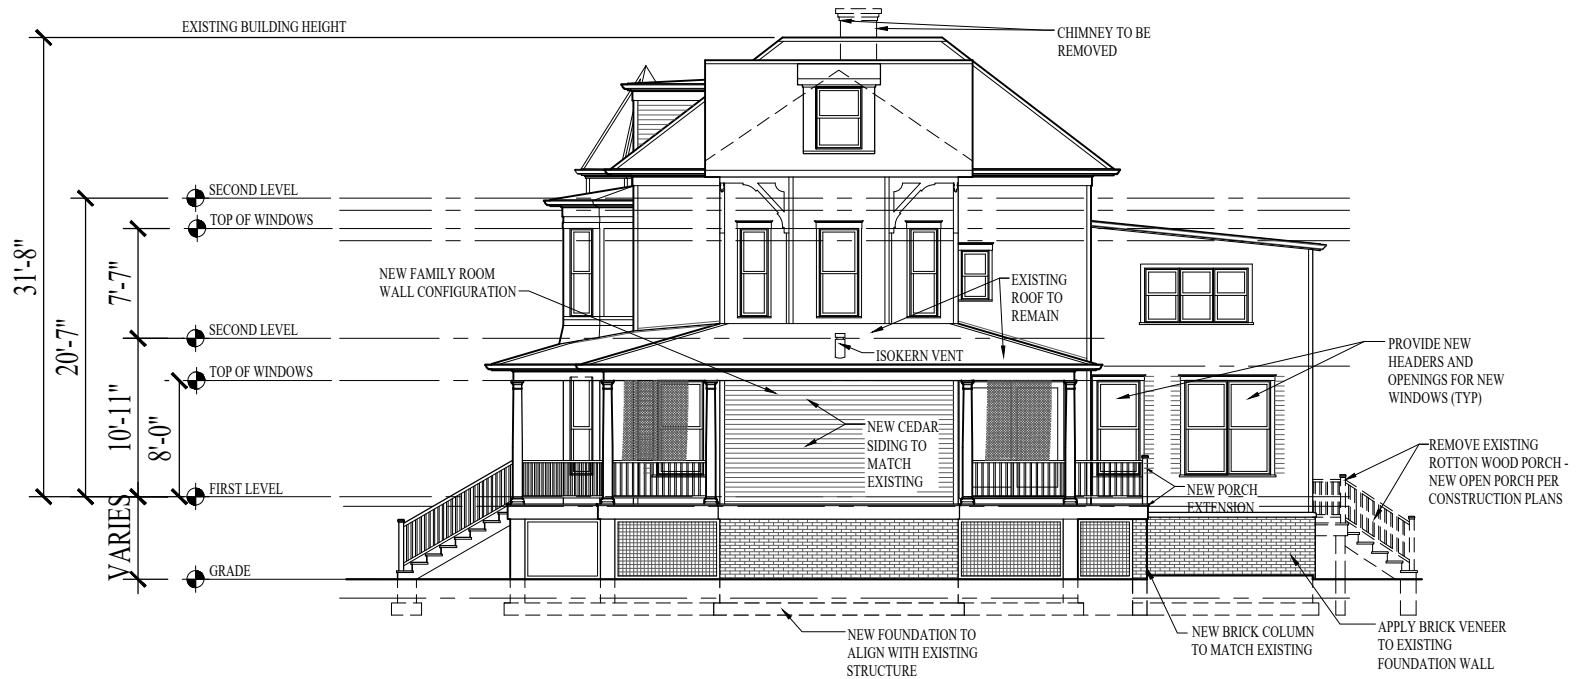 EXISTING BUILDING HEIGHT
CHIMNEY TO BE
REMOVED
SECOND LEVEL
TOP OF WINDOWS
31'-8"
20'-7"
7'-7"
NEW FAMILY ROOM
WALL CONFIGURATION
EXISTING
ROOF TO
REMAIN
SECOND LEVEL
ISOKERN VENT
TOP OF WINDOWS
10'-11"
8'-0"
PROVIDE NEW
HEADERS AND
OPENINGS FOR NEW
WINDOWS (TYP)
NEW CEDAR
SIDING TO
MATCH
EXISTING
REMOVE EXISTING
ROTTON WOOD PORCH -
NEW OPEN PORCH PER
CONSTRUCTION PLANS
FIRST LEVEL
NEW PORCH
EXTENSION
VARIES
GRADE
NEW FOUNDATION TO
ALIGN WITH EXISTING
STRUCTURE
NEW BRICK COLUMN
TO MATCH EXISTING
APPLY BRICK VENEER
TO EXISTING
FOUNDATION WALL